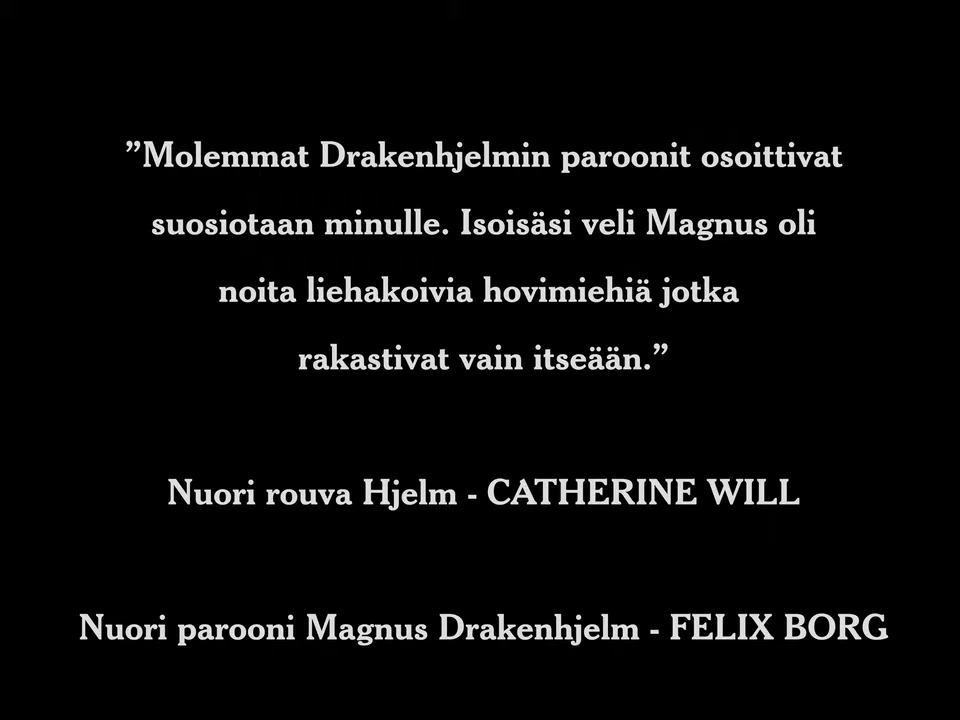 ”Molemmat Drakenhjelmin paroonit osoittivat
suosiotaan minulle. Isoisäsi veli Magnus oli
noita liehakoivia hovimiehiä jotka
rakastivat vain itseään.”
Nuori rouva Hjelm - CATHERINE WILL
Nuori parooni Magnus Drakenhjelm - FELIX BORG